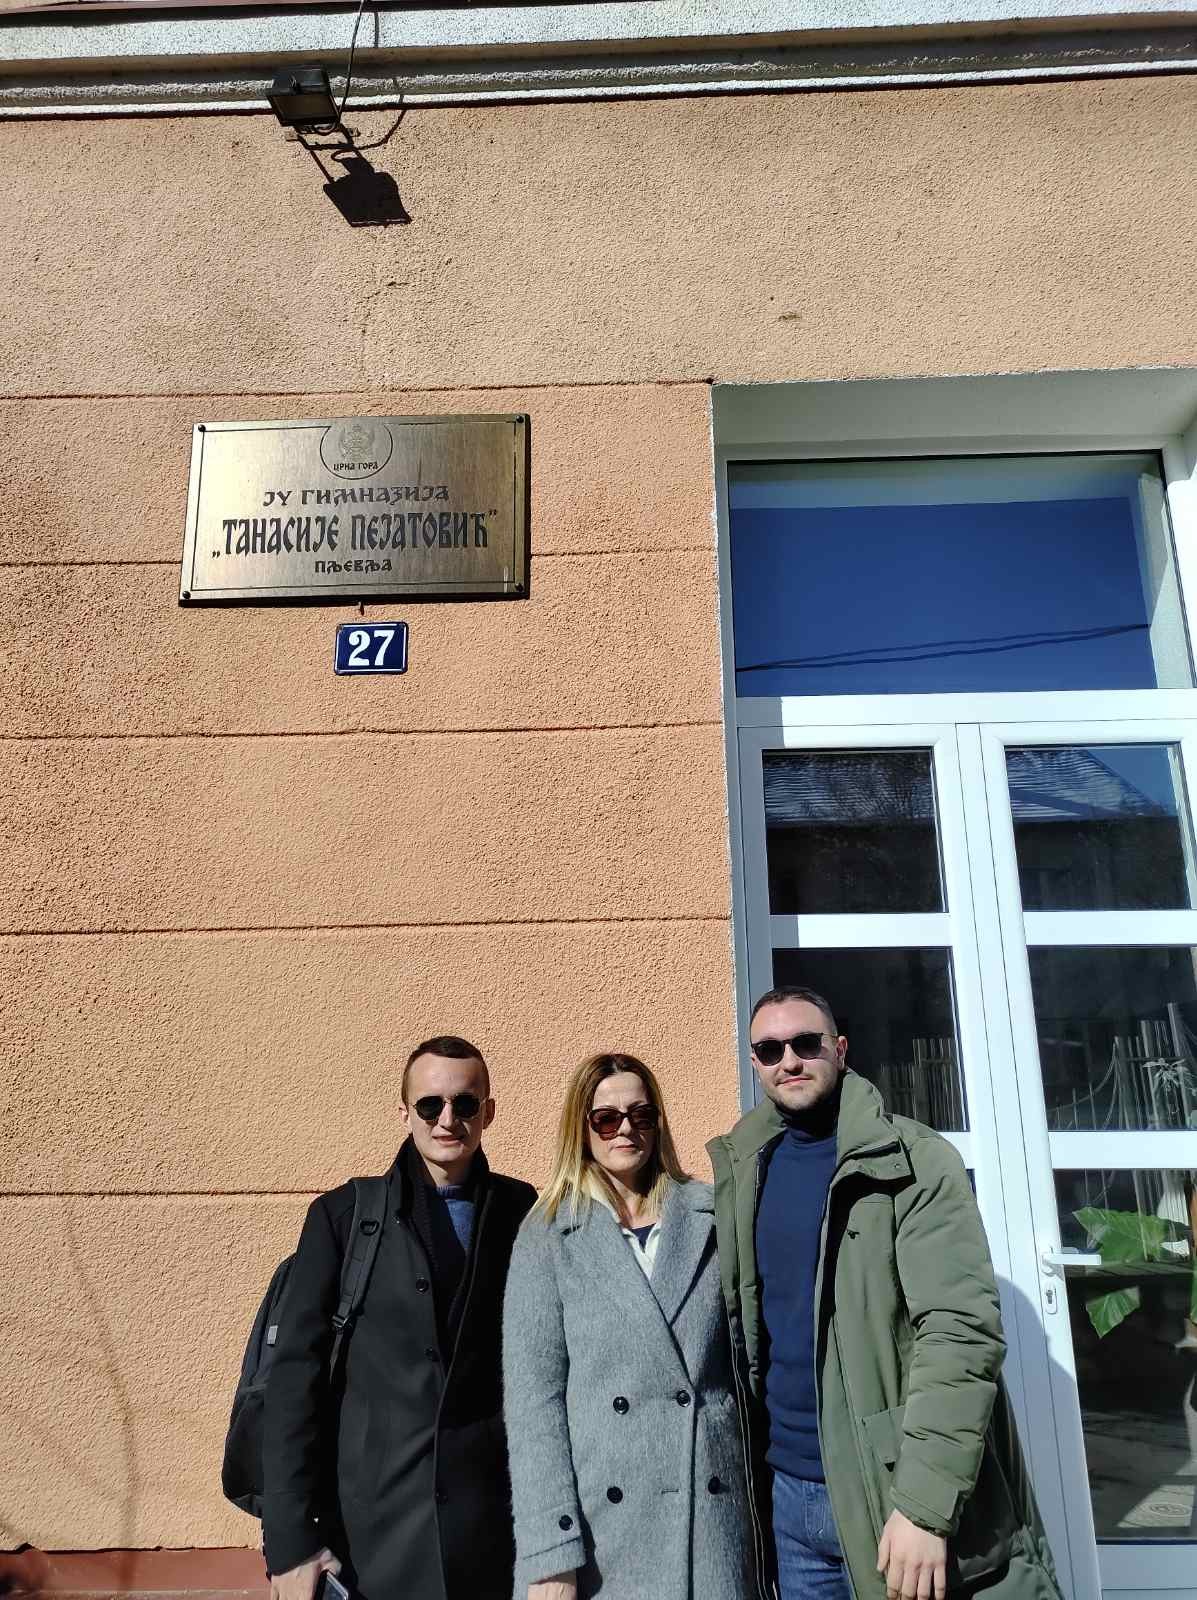 ЦРНА ГОРА
ЈУ ГИМНАЗИЈА
„ТАНАСИЈЕ ПЕЈАТОВИЋ"
ПЉЕВЉА
27